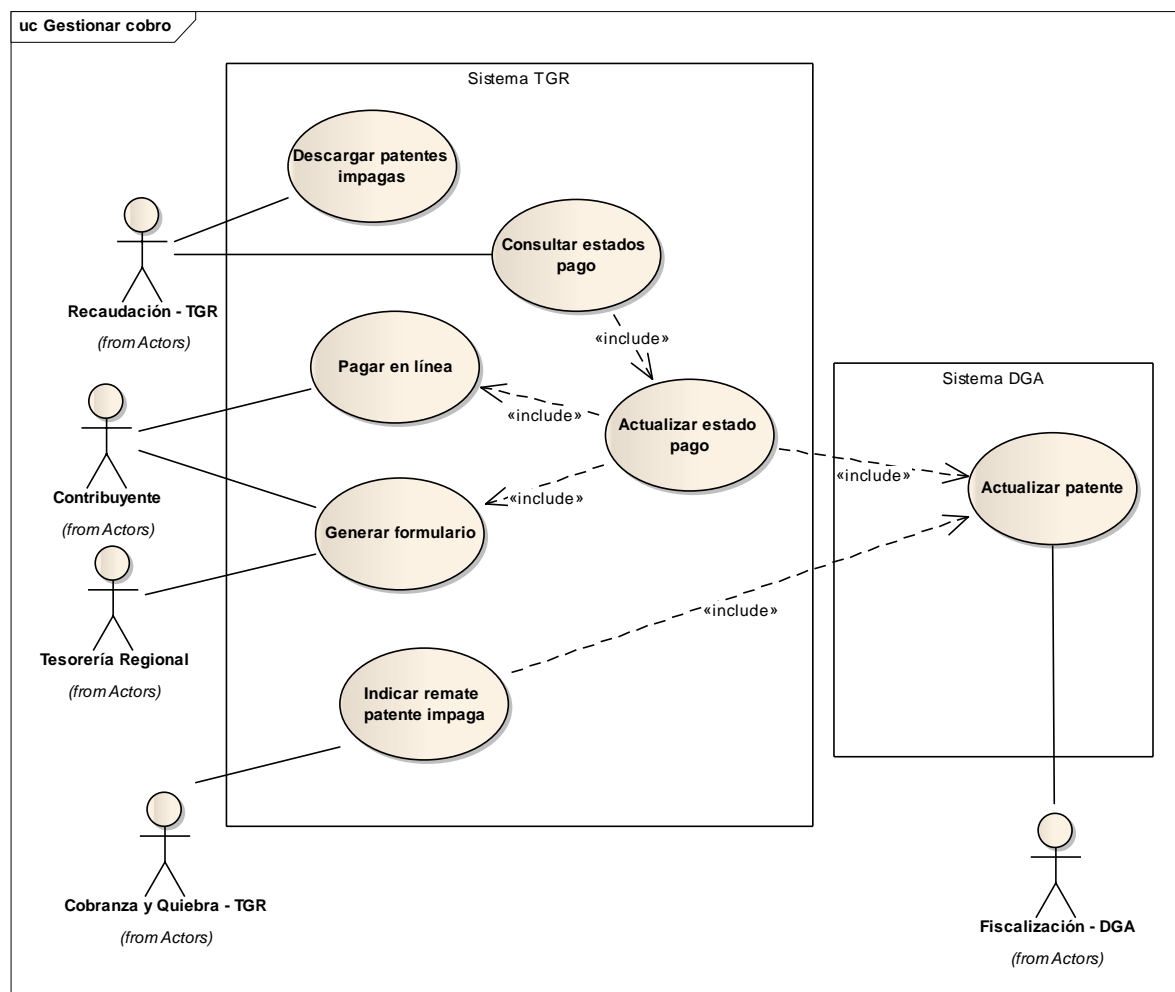 uc Gestionar cobro
Sistema TGR
Descargar patentes
impagas
Consultar estados
pago
Recaudación - TGR
(from Actors)
«include»
Pagar en línea
Sistema DGA
«include»
Actualizar estado
pago
Contribuyente
(from Actors)
«include»
«include»
Actualizar patente
Generar formulario
Tesorería Regional
(from Actors)
«include»
Indicar remate
patente impaga
Cobranza y Quiebra - TGR
(from Actors)
Fiscalización - DGA
(from Actors)